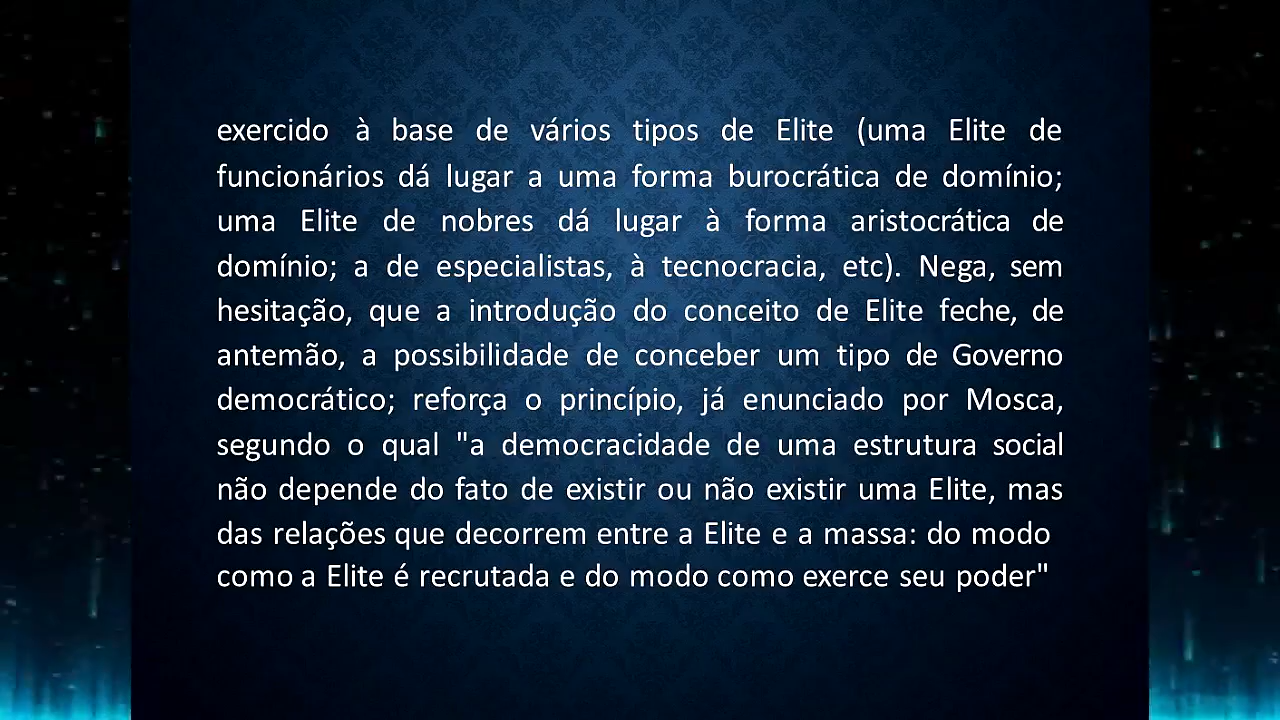 exercido à base de vários tipos de Elite (uma Elite de
funcionários dá lugar a uma forma burocrática de domínio;
uma Elite de nobres dá lugar à forma aristocrática de
domínio; a de especialistas, à tecnocracia, etc). Nega, sem
hesitação, que a introdução do conceito de Elite feche, de
antemão, a possibilidade de conceber um tipo de Governo
democrático; reforça o princípio, já enunciado por Mosca,
segundo o qual "a democracidade de uma estrutura social
não depende do fato de existir ou não existir uma Elite, mas
das relações que decorrem entre a Elite e a massa: do modo
como a Elite é recrutada e do modo como exerce seu poder"